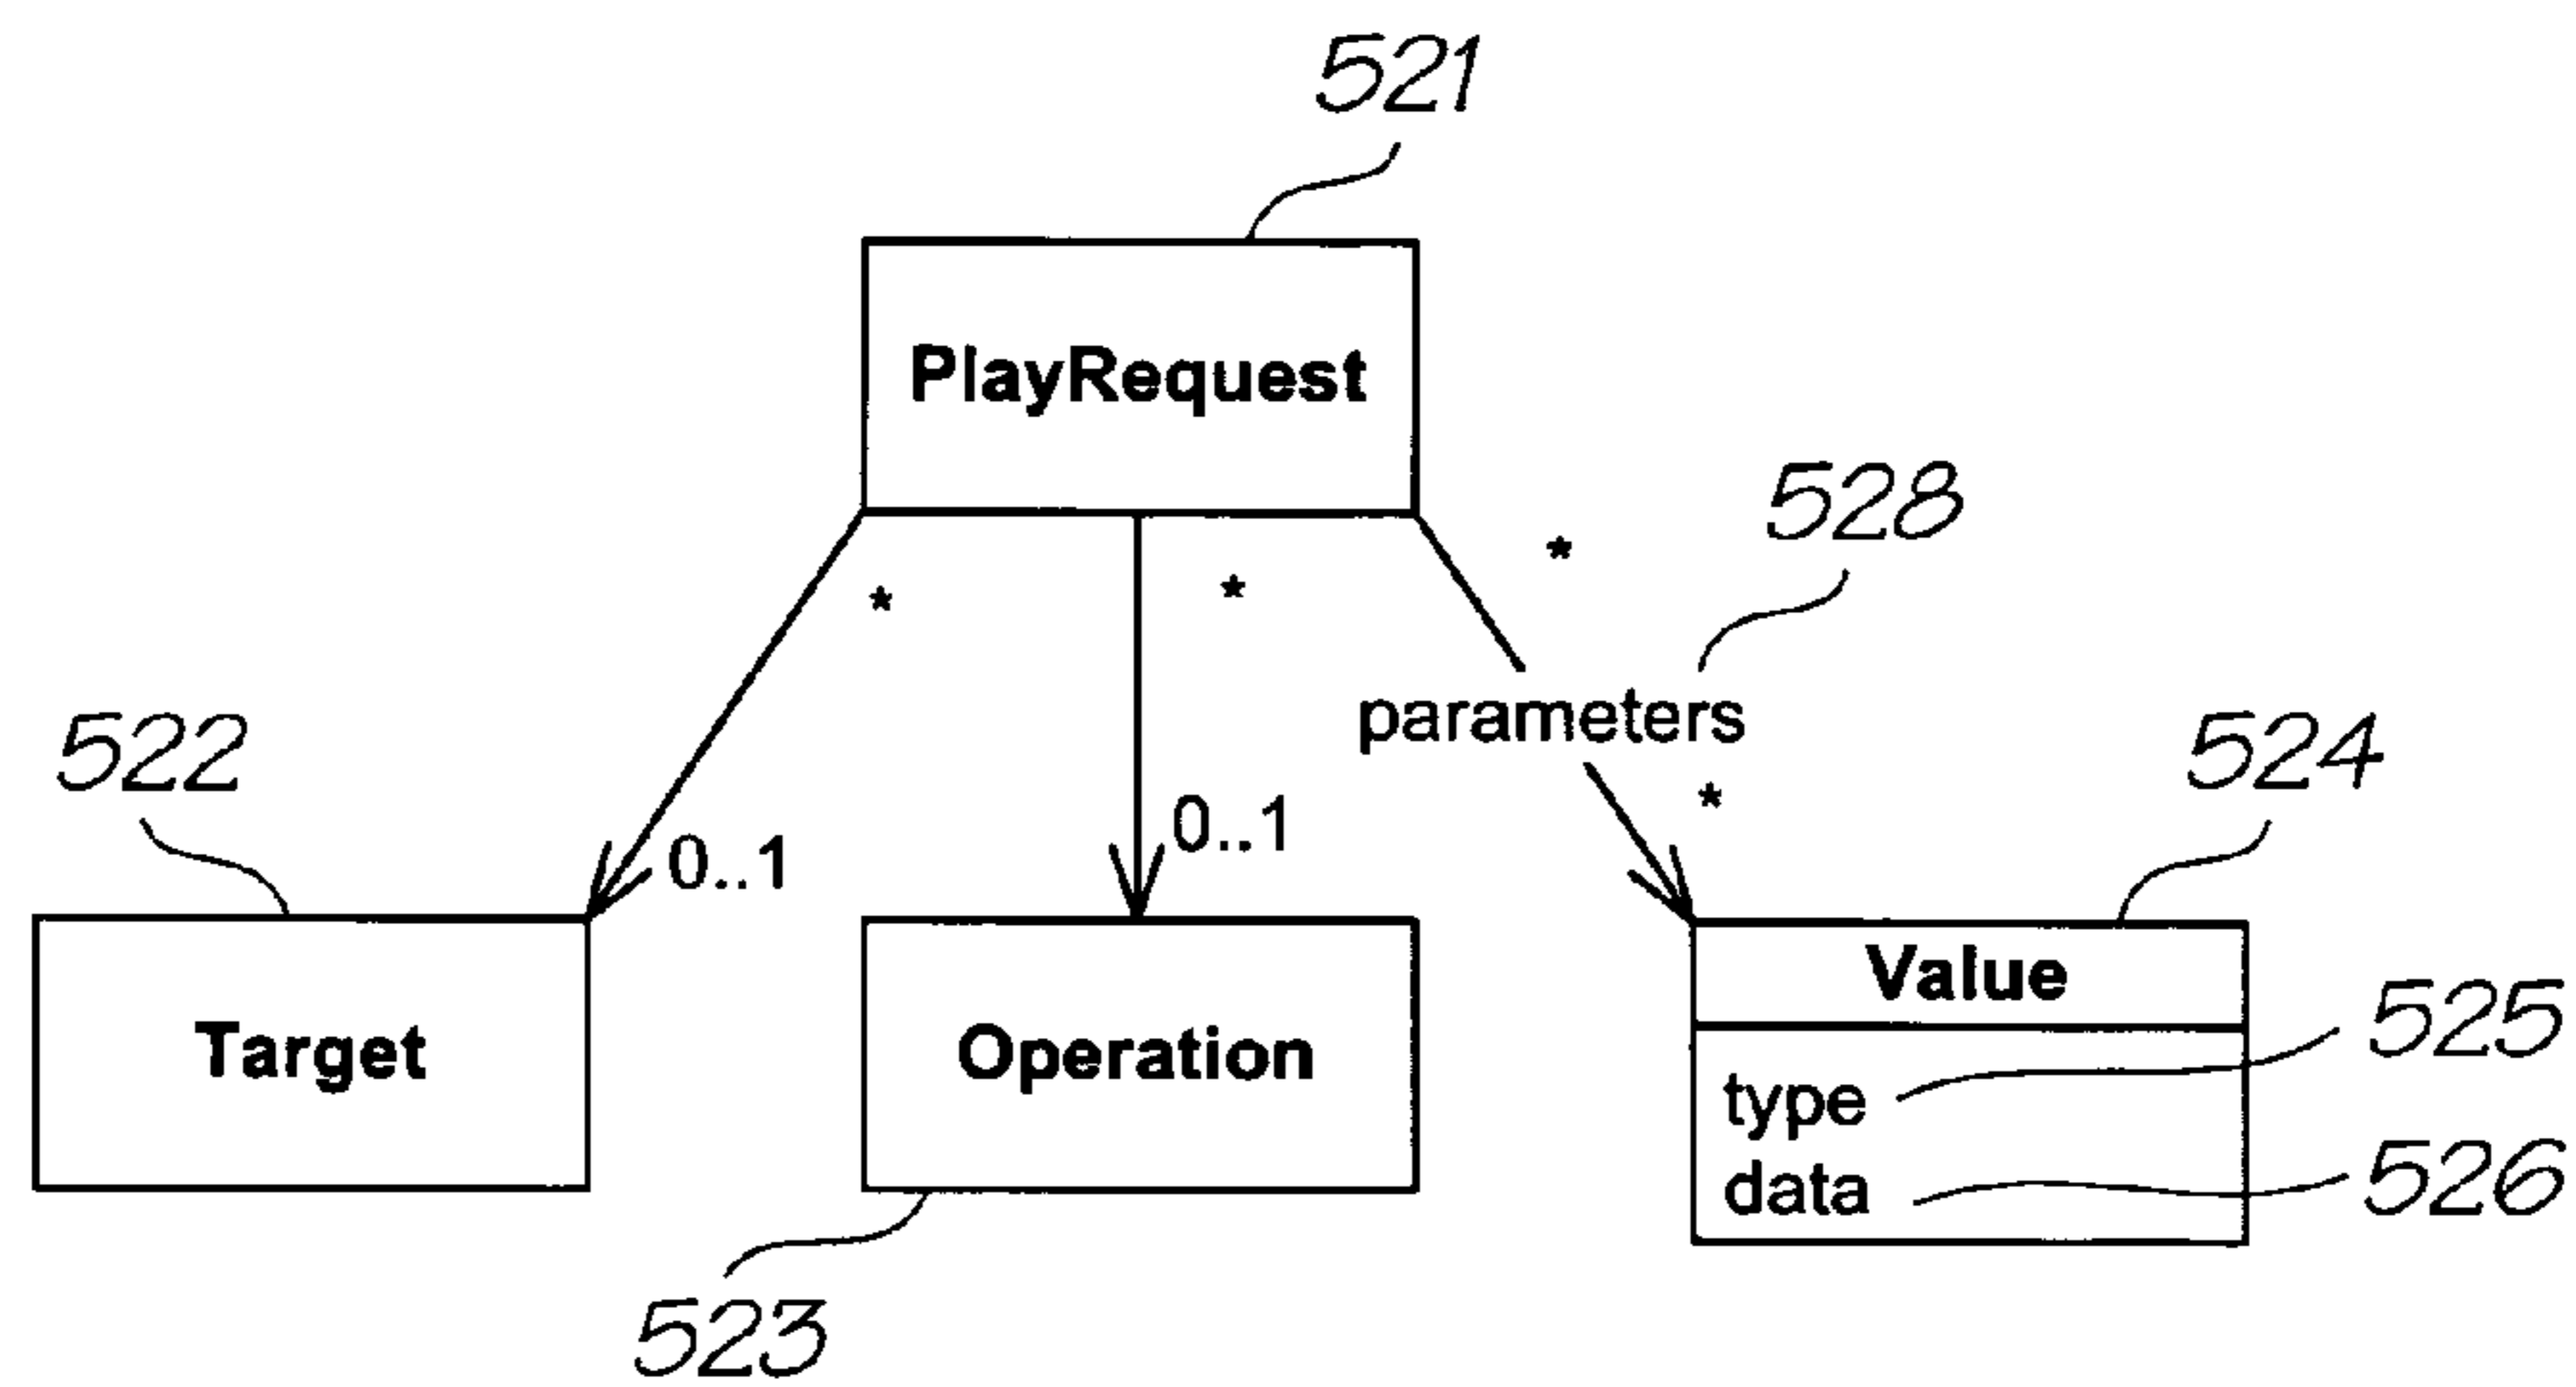 521
PlayRequest
528
*
*
*
parameters
522
524
*
0..1
0..1
Value
525
Target
Operation
type
data
526
523